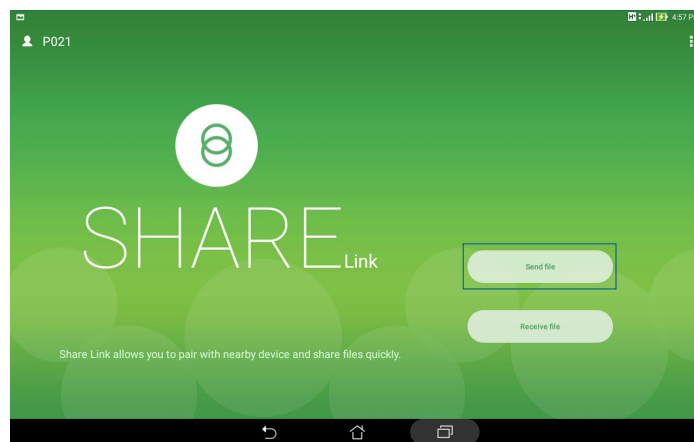 4:57 P
P021
SHARE Link
Send file
Receive file
Share Link allows you to pair with nearby device and share files quickly.